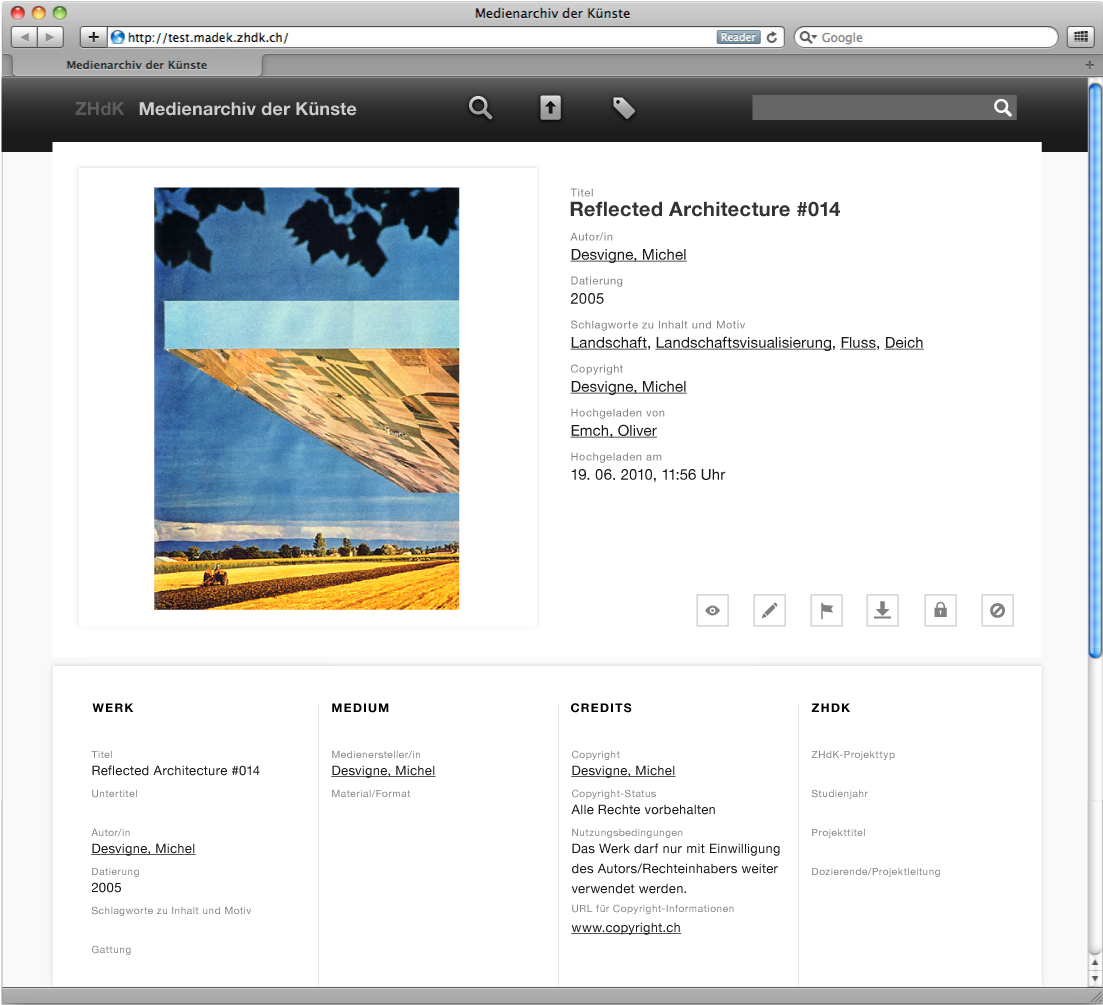 Medienarchiv der Künste
http://test.madek.zhdk.ch/
Reader
Google
Medienarchiv der Künste
ZHdK Medienarchiv der Künste
Titel
Reflected Architecture #014
Autor/in
Desvigne, Michel
Datierung
2005
Schlagworte zu Inhalt und Motiv
Landschaft, Landschaftsvisualisierung, Fluss, Deich
Copyright
Desvigne, Michel
Hochgeladen von
Emch, Oliver
Hochgeladen am
19. 06. 2010, 11:56 Uhr
WERK
Titel
Reflected Architecture #014
Untertitel
Autor/in
Desvigne, Michel
Datierung
2005
Schlagworte zu Inhalt und Motiv
Gattung
MEDIUM
Medienersteller/in
Desvigne, Michel
Material/Format
CREDITS
Copyright
Desvigne, Michel
Copyright-Status
Alle Rechte vorbehalten
Nutzungsbedingungen
Das Werk darf nur mit Einwilligung
des Autors/Rechteinhabers weiter
verwendet werden.
URL für Copyright-Informationen
www.copyright.ch
ZHDK
ZHdK-Projekttyp
Studienjahr
Projekttitel
Dozierende/Projektleitung